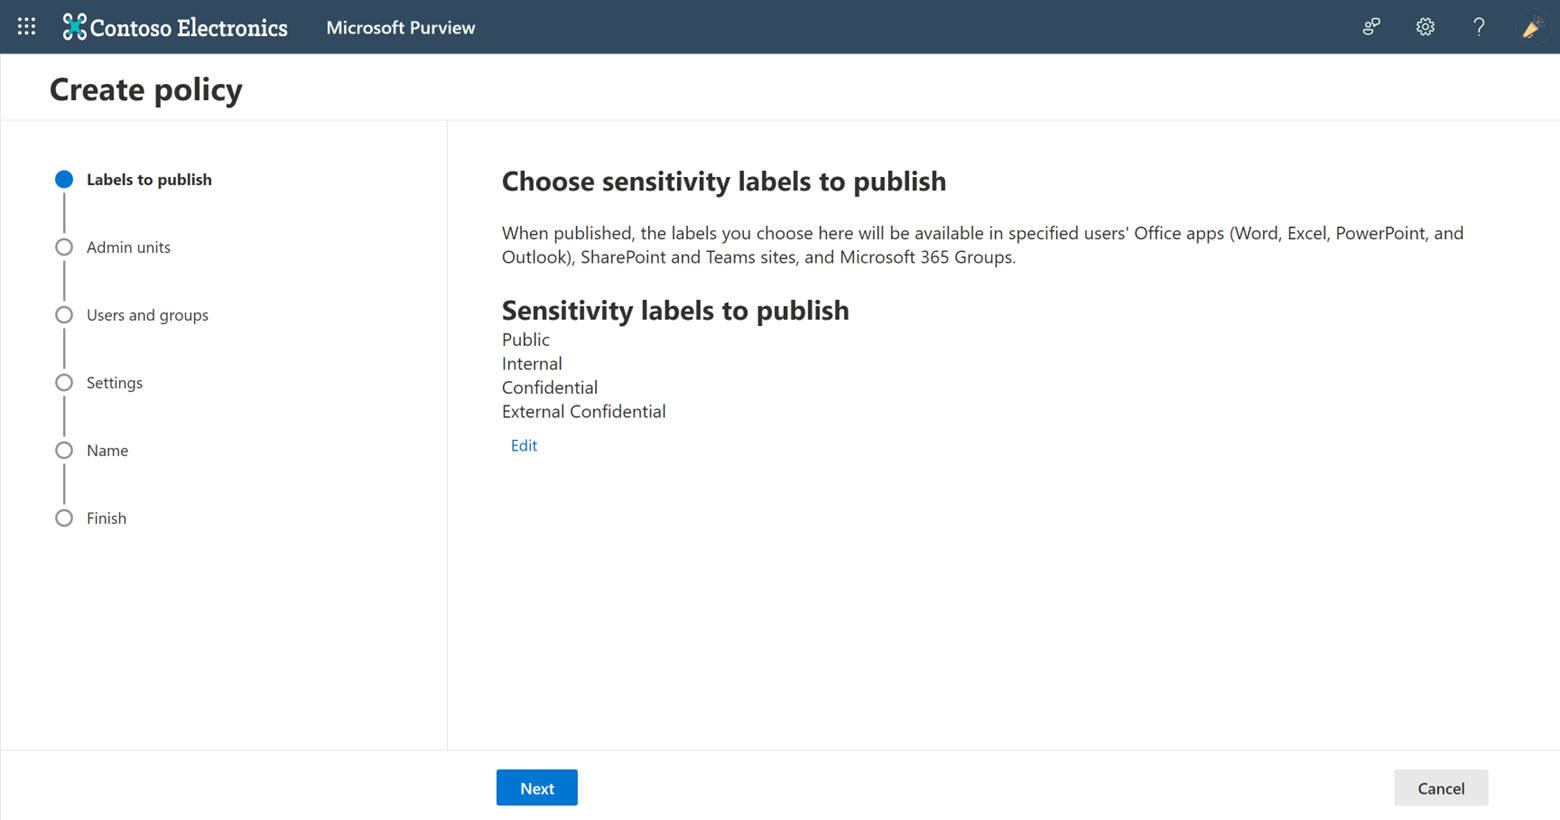 Contoso Electronics
Microsoft Purview
?
Create policy
Labels to publish
Admin units
Users and groups
Settings
Name
Finish
Choose sensitivity labels to publish
When published, the labels you choose here will be available in specified users' Office apps (Word, Excel, PowerPoint, and
Outlook), SharePoint and Teams sites, and Microsoft 365 Groups.
Sensitivity labels to publish
Public
Internal
Confidential
External Confidential
Edit
Next
Cancel